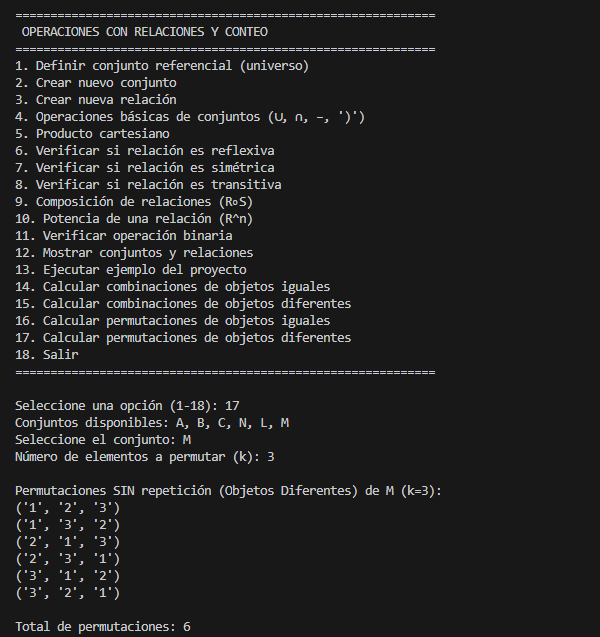 ============================================================
OPERACIONES CON RELACIONES Y CONTEO
============================================================
1. Definir conjunto referencial (universo)
2. Crear nuevo conjunto
3. Crear nueva relación
4. Operaciones básicas de conjuntos (∪, ∩, −, ')')
5. Producto cartesiano
6. Verificar si relación es reflexiva
7. Verificar si relación es simétrica
8. Verificar si relación es transitiva
9. Composición de relaciones (R∘S)
10. Potencia de una relación (R^n)
11. Verificar operación binaria
12. Mostrar conjuntos y relaciones
13. Ejecutar ejemplo del proyecto
14. Calcular combinaciones de objetos iguales
15. Calcular combinaciones de objetos diferentes
16. Calcular permutaciones de objetos iguales
17. Calcular permutaciones de objetos diferentes
18. Salir
============================================================
Seleccione una opción (1-18): 17
Conjuntos disponibles: A, B, C, N, L, M
Seleccione el conjunto: M
Número de elementos a permutar (k): 3
Permutaciones SIN repetición (Objetos Diferentes) de M (k=3):
('1', '2', '3')
('1', '3', '2')
('2', '1', '3')
('2', '3', '1')
('3', '1', '2')
('3', '2', '1')
Total de permutaciones: 6